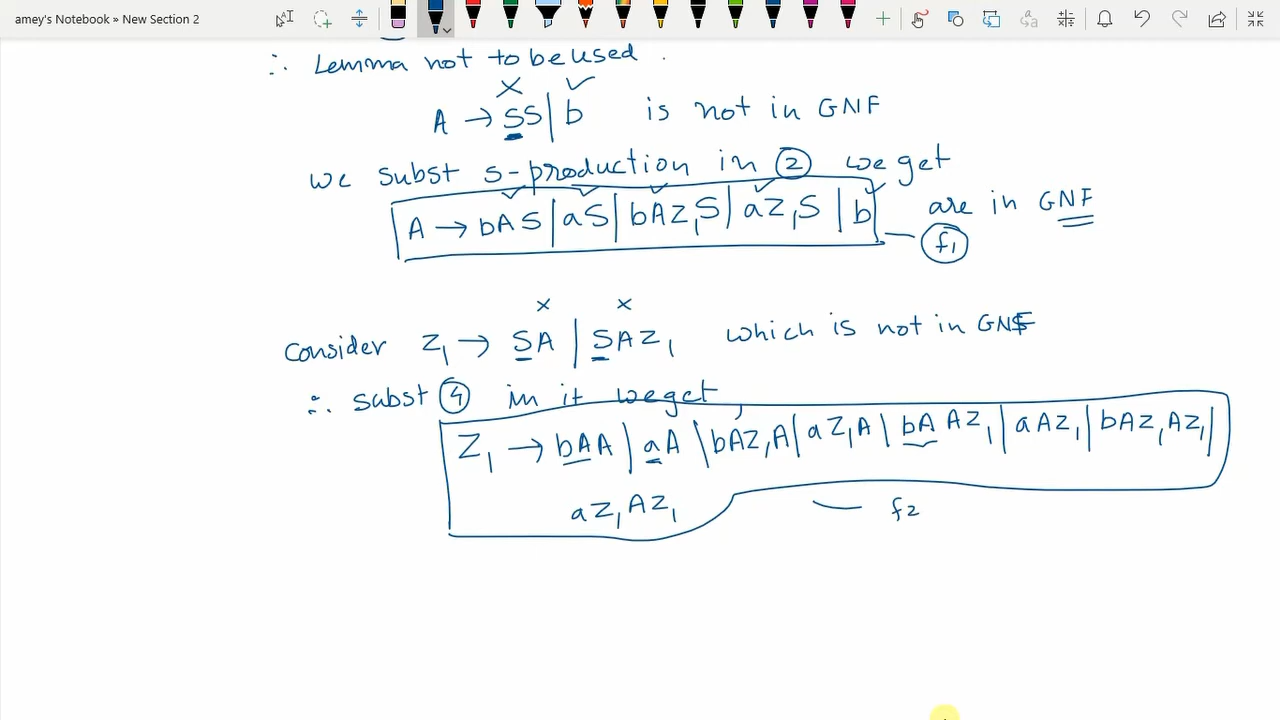 amey's Notebook » New Section 2
∴ Lemma not to be used.
× ✓
A → SS | b is not in GNF
we subst s-production in ② we get
A → bAS | aS | bAZ₁S | aZ₁S | b are in GNF
f₁
× ×
Consider Z₁ → SA | SAZ₁ which is not in GNF
∴ subst ④ in it we get,
Z₁ → bAA | aA | bAZ₁A | aZ₁A | bAAZ₁ | aAZ₁ | bAZ₁AZ₁ |
aZ₁AZ₁ — f₂